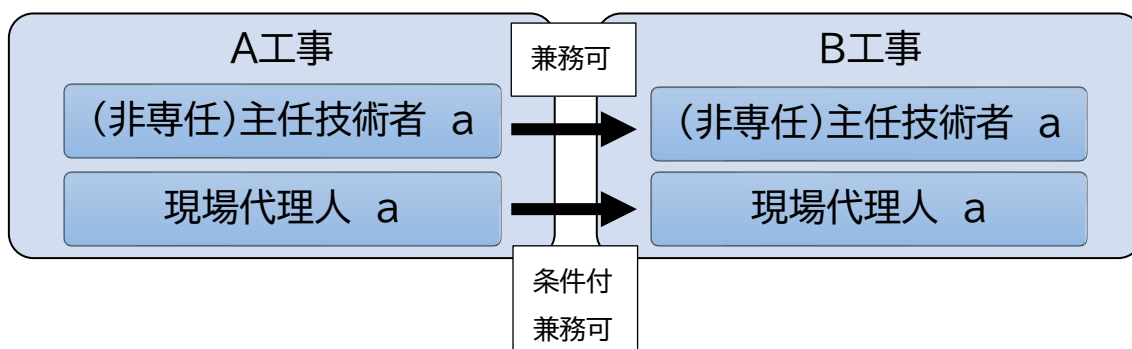 A工事
兼務可
B工事
(非専任)主任技術者 a
(非専任)主任技術者 a
現場代理人 a
現場代理人 a
条件付
兼務可